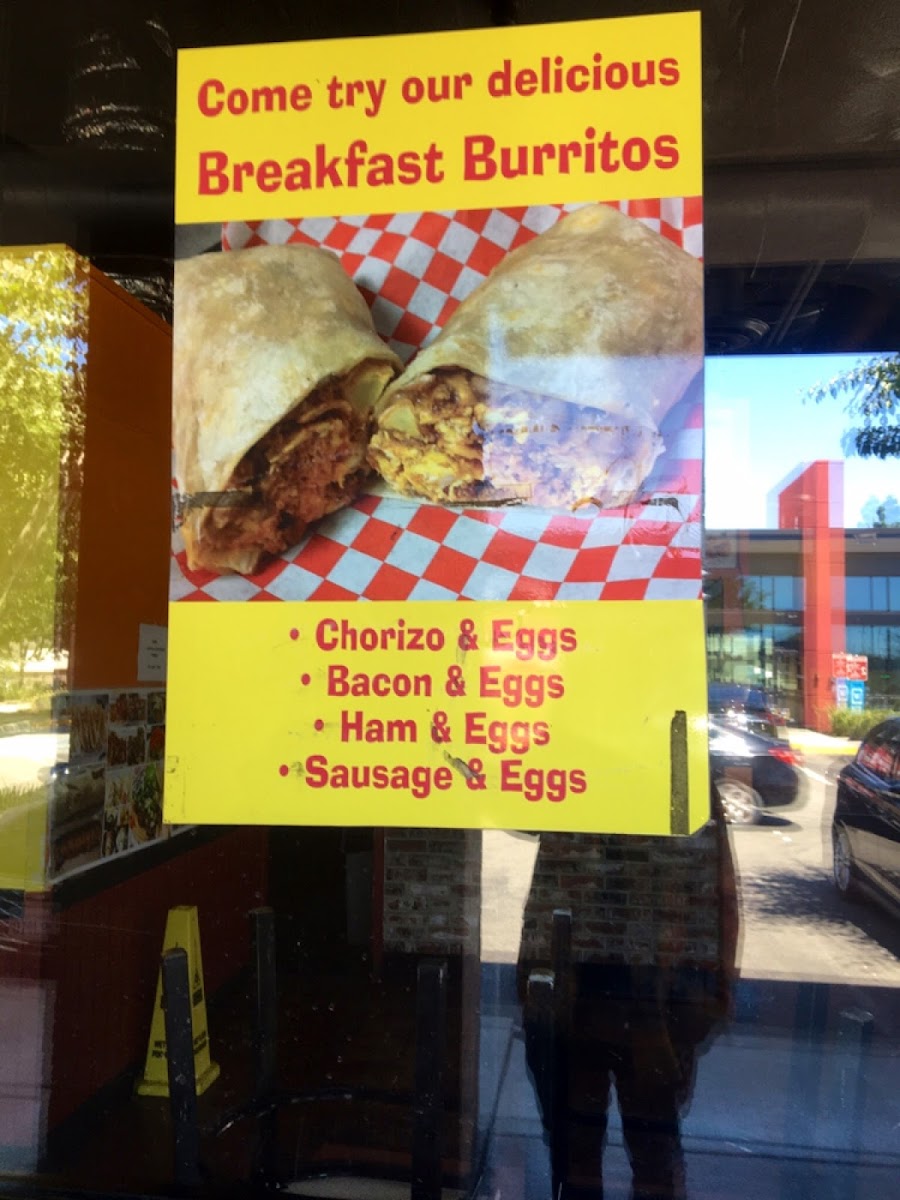 Come try our delicious
Breakfast Burritos
• Chorizo & Eggs
• Bacon & Eggs
• Ham & Eggs
• Sausage & Eggs